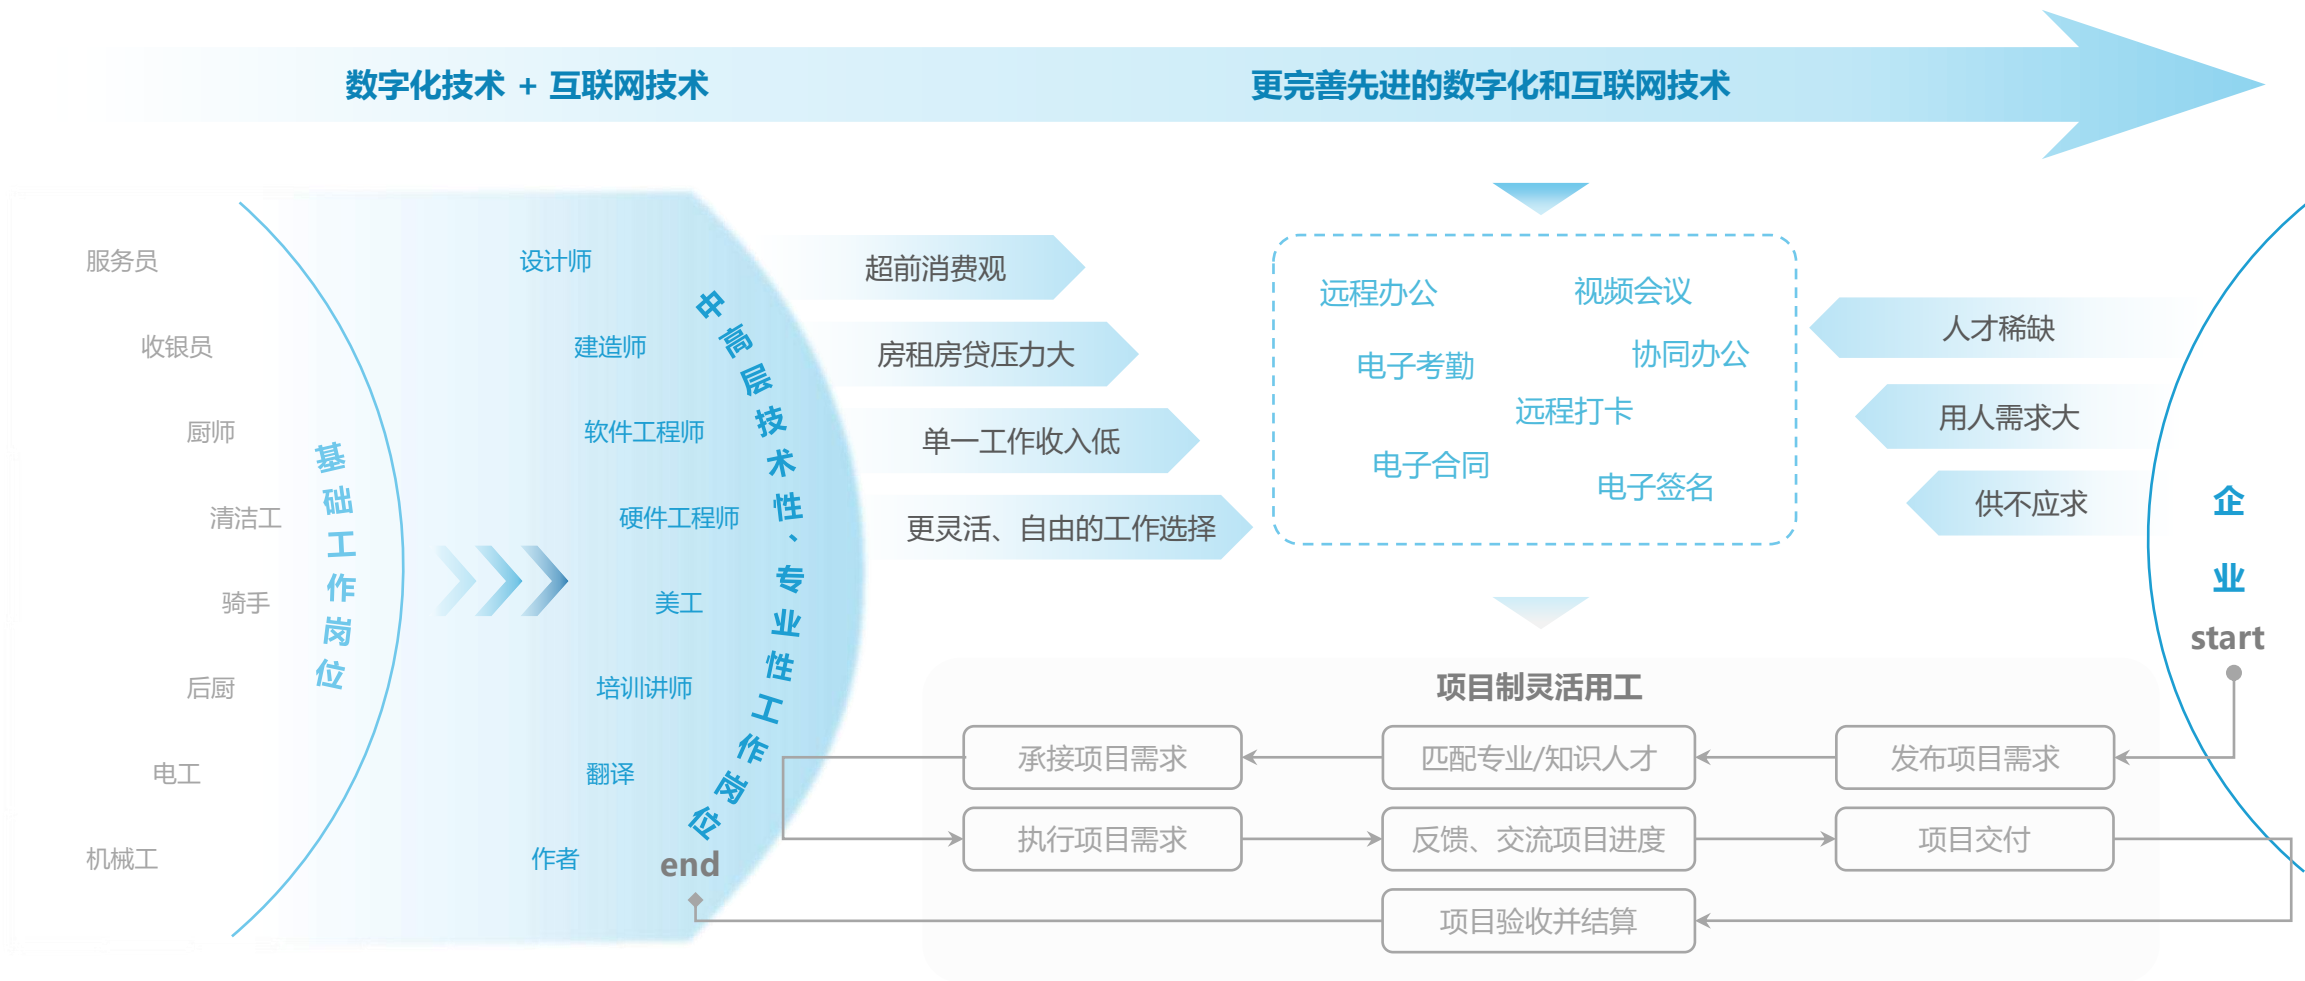 数字化技术 + 互联网技术
更完善先进的数字化和互联网技术
服务员
收银员
厨师
清洁工
骑手
后厨
电工
机械工
基础工作岗位
设计师
建造师
软件工程师
硬件工程师
美工
培训讲师
翻译
作者
中高层技术性、专业性工作岗位
end
超前消费观
房租房贷压力大
单一工作收入低
更灵活、自由的工作选择
远程办公
视频会议
电子考勤
协同办公
远程打卡
电子合同
电子签名
人才稀缺
用人需求大
供不应求
企业
start
项目制灵活用工
承接项目需求
匹配专业/知识人才
发布项目需求
执行项目需求
反馈、交流项目进度
项目交付
项目验收并结算